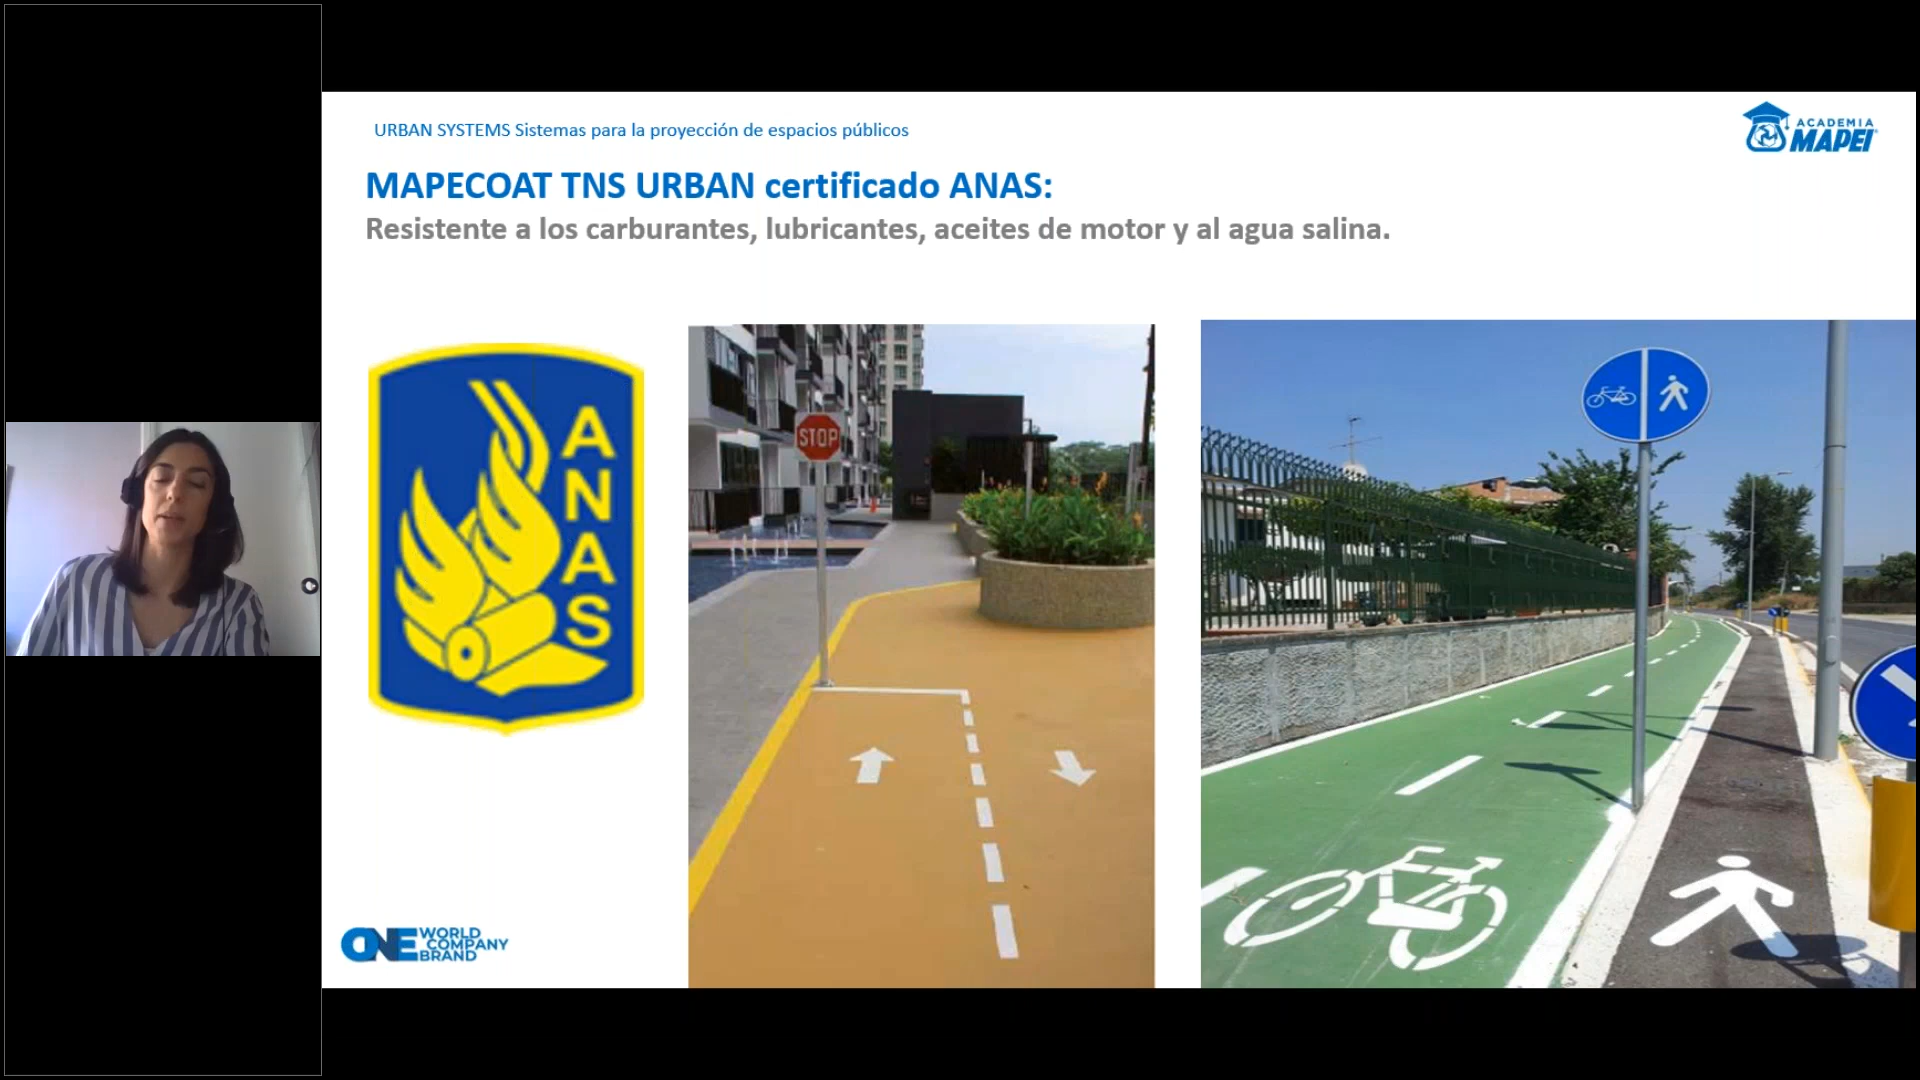 URBAN SYSTEMS Sistemas para la proyección de espacios públicos
ACADEMIA
MAPEI
MAPECOAT TNS URBAN certificado ANAS:
Resistente a los carburantes, lubricantes, aceites de motor y al agua salina.
ANAS
STOP
ONE WORLD
COMPANY
BRAND